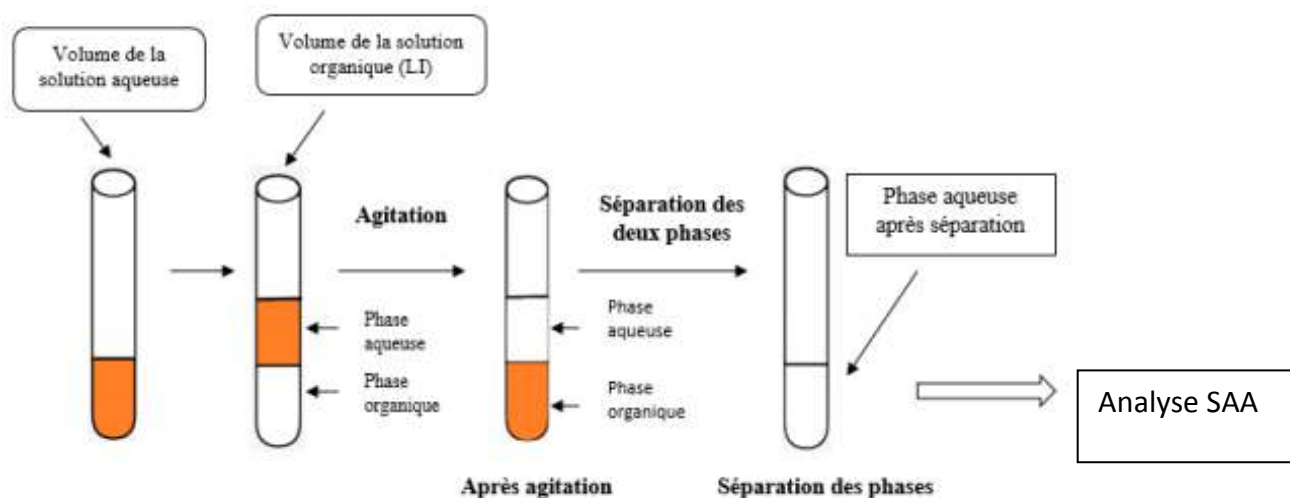 Volume de la
solution aqueuse
Volume de la solution
organique (LI)
Agitation
Séparation des
deux phases
Phase aqueuse
après séparation
Phase
aqueuse
Phase
organique
Phase
aqueuse
Phase
organique
Analyse SAA
Après agitation
Séparation des phases